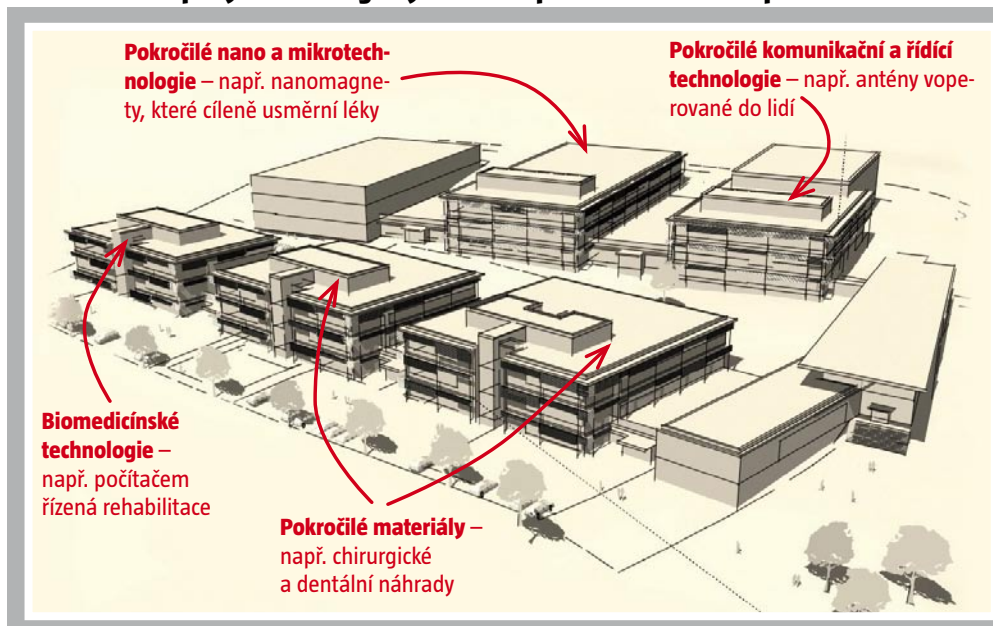 Pokročilé nano a mikrotech-
nologie – např. nanomagne-
ty, které cíleně usměrní léky
Pokročilé komunikační a řídící
technologie – např. antény vope-
rované do lidí
Biomedicínské
technologie –
např. počítačem
řízená rehabilitace
Pokročilé materiály –
např. chirurgické
a dentální náhrady